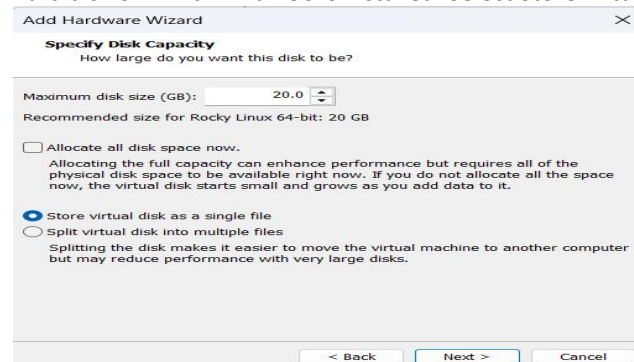 Add Hardware Wizard
Specify Disk Capacity
How large do you want this disk to be?
Maximum disk size (GB): 20.0
Recommended size for Rocky Linux 64-bit: 20 GB
Allocate all disk space now.
Allocating the full capacity can enhance performance but requires all of the
physical disk space to be available right now. If you do not allocate all the space
now, the virtual disk starts small and grows as you add data to it.
Store virtual disk as a single file
Split virtual disk into multiple files
Splitting the disk makes it easier to move the virtual machine to another computer
but may reduce performance with very large disks.
< Back Next > Cancel